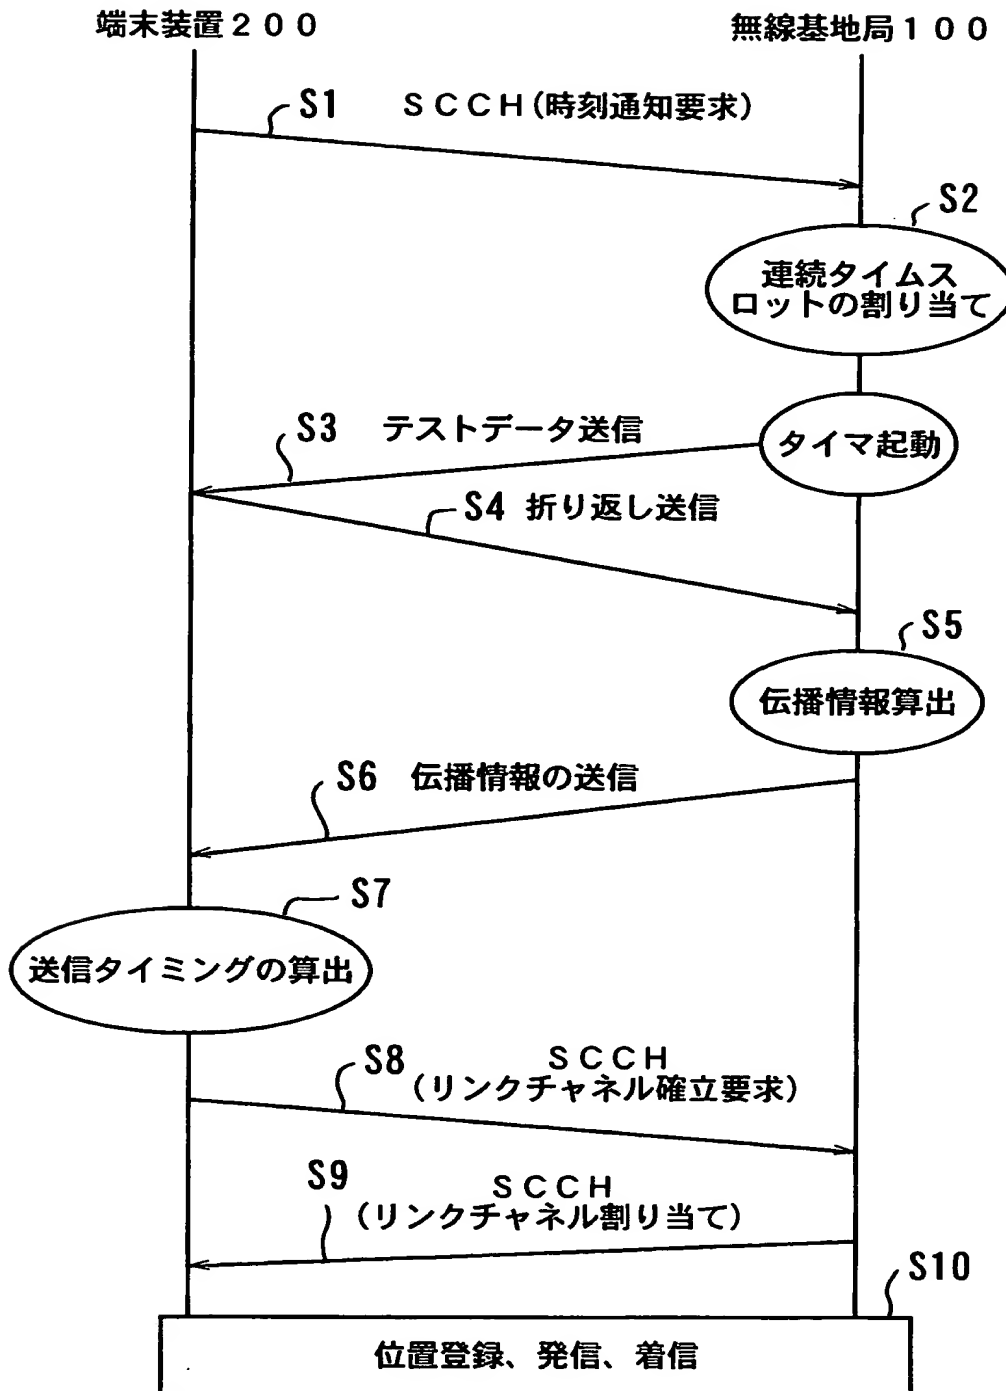 端末装置２００
無線基地局１００
S1 ＳＣＣＨ(時刻通知要求)
S2
連続タイムス
ロットの割り当て
タイマ起動
S3 テストデータ送信
S4 折り返し送信
S5
伝播情報算出
S6 伝播情報の送信
S7
送信タイミングの算出
S8 ＳＣＣＨ
(リンクチャネル確立要求)
S9 ＳＣＣＨ
(リンクチャネル割り当て)
S10
位置登録、発信、着信